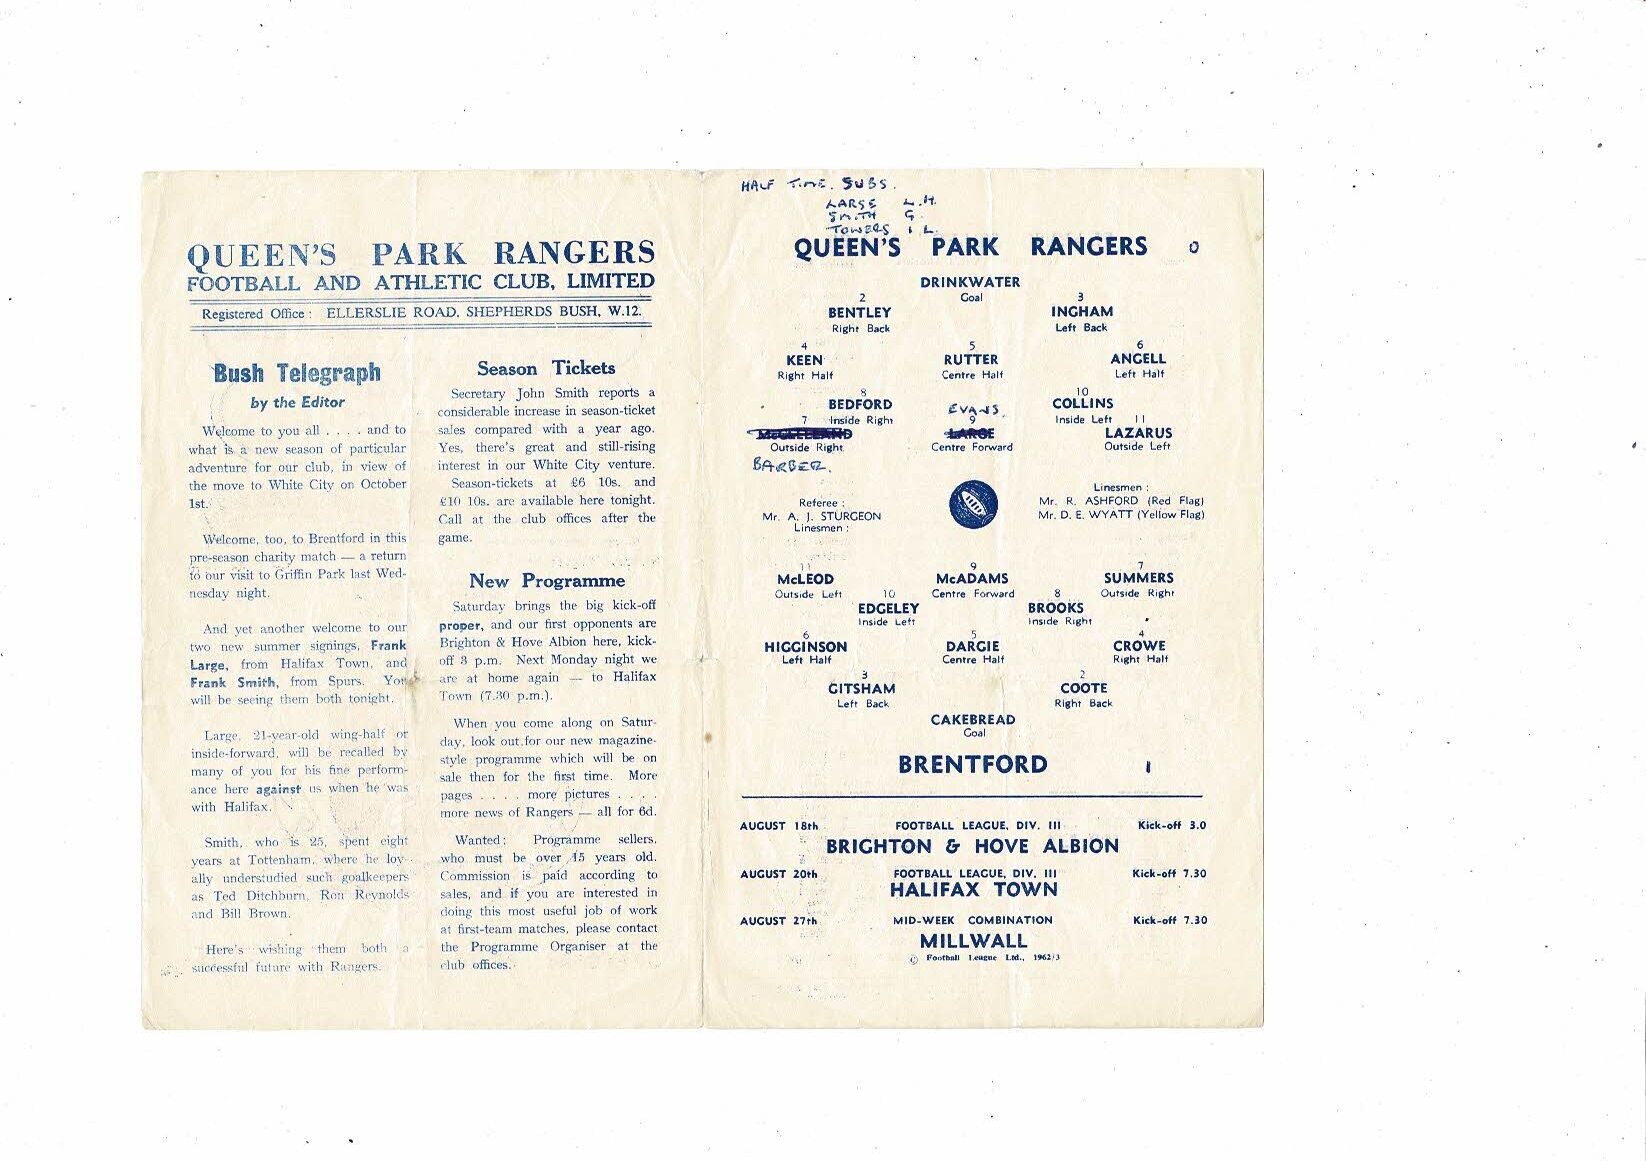 QUEEN'S PARK RANGERS
FOOTBALL AND ATHLETIC CLUB, LIMITED
Registered Office : ELLERSLIE ROAD, SHEPHERDS BUSH, W.12.
Bush Telegraph
by the Editor
Welcome to you all . . . . and to
what is a new season of particular
adventure for our club, in view of
the move to White City on October
1st.
Welcome, too, to Brentford in this
pre-season charity match — a return
to our visit to Griffin Park last Wed-
nesday night.
And yet another welcome to our
two new summer signings, Frank
Large, from Halifax Town, and
Frank Smith, from Spurs. You
will be seeing them both tonight.
Large, 21-year-old wing-half or
inside-forward, will be recalled by
many of you for his fine perform-
ance here against us when he was
with Halifax.
Smith, who is 25, spent eight
years at Tottenham, where he loy-
ally understudied such goalkeepers
as Ted Ditchburn, Ron Reynolds
and Bill Brown.
Here's wishing them both a
successful future with Rangers.
Season Tickets
Secretary John Smith reports a
considerable increase in season-ticket
sales compared with a year ago.
Yes, there's great and still-rising
interest in our White City venture.
Season-tickets at £6 10s. and
£10 10s. are available here tonight.
Call at the club offices after the
game.
New Programme
Saturday brings the big kick-off
proper, and our first opponents are
Brighton & Hove Albion here, kick-
off 3 p.m. Next Monday night we
are at home again — to Halifax
Town (7.30 p.m.).
When you come along on Satur-
day, look out for our new magazine-
style programme which will be on
sale then for the first time. More
pages . . . . more pictures . . . .
more news of Rangers — all for 6d.
Wanted: Programme sellers,
who must be over 15 years old.
Commission is paid according to
sales, and if you are interested in
doing this most useful job of work
at first-team matches, please contact
the Programme Organiser at the
club offices.
HALF TIME. SUBS.
LARGE L.H.
SMITH G.
TOWERS I L.
QUEEN'S PARK RANGERS 0
DRINKWATER
Goal
2 3
BENTLEY INGHAM
Right Back Left Back
4 5 6
KEEN RUTTER ANGELL
Right Half Centre Half Left Half
8 10
BEDFORD EVANS. COLLINS
7 Inside Right 9 Inside Left 11
McCLELLAND LARGE LAZARUS
Outside Right Centre Forward Outside Left
BARBER.
Referee :
Mr. A. J. STURGEON
Linesmen :
Linesmen :
Mr. R. ASHFORD (Red Flag)
Mr. D. E. WYATT (Yellow Flag)
11 9 7
McLEOD McADAMS SUMMERS
Outside Left 10 Centre Forward 8 Outside Right
EDGELEY BROOKS
Inside Left Inside Right
6 5 4
HIGGINSON DARGIE CROWE
Left Half Centre Half Right Half
3 2
GITSHAM COOTE
Left Back Right Back
CAKEBREAD
Goal
BRENTFORD 1
AUGUST 18th FOOTBALL LEAGUE, DIV. III Kick-off 3.0
BRIGHTON & HOVE ALBION
AUGUST 20th FOOTBALL LEAGUE, DIV. III Kick-off 7.30
HALIFAX TOWN
AUGUST 27th MID-WEEK COMBINATION Kick-off 7.30
MILLWALL
© Football League Ltd., 1962/3